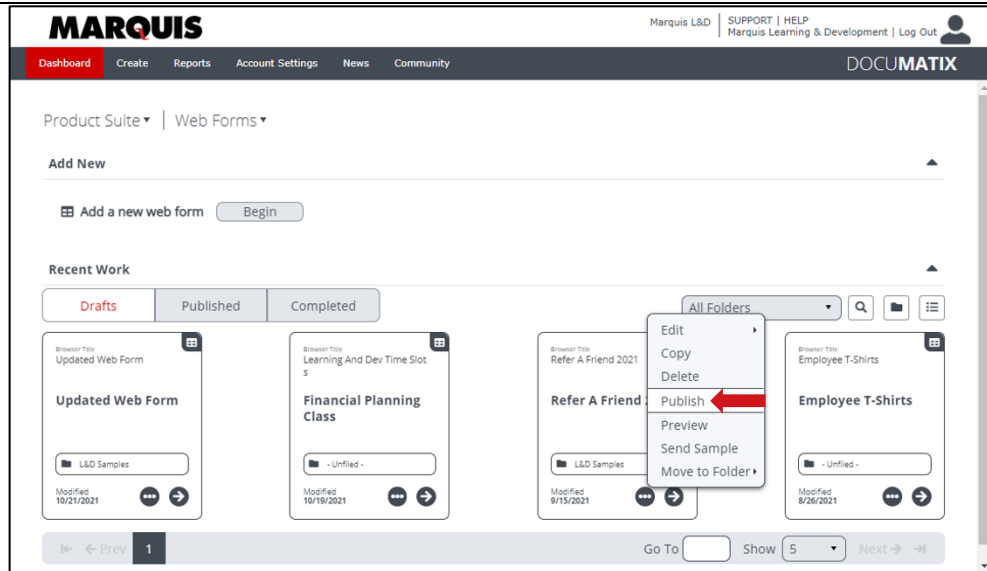 MARQUIS
Marquis L&D
SUPPORT | HELP
Marquis Learning & Development | Log Out
Dashboard Create Reports Account Settings News Community
DOCUMATIX
Product Suite | Web Forms
Add New
Add a new web form Begin
Recent Work
Drafts Published Completed
All Folders
Browser Title
Updated Web Form
Updated Web Form
L&D Samples
Modified
10/21/2021
Browser Title
Learning And Dev Time Slot
s
Financial Planning
Class
- Unfiled -
Modified
10/19/2021
Browser Title
Refer A Friend 2021
Refer A Friend
L&D Samples
Modified
9/15/2021
Edit
Copy
Delete
Publish
Preview
Send Sample
Move to Folder
Browser Title
Employee T-Shirts
Employee T-Shirts
- Unfiled -
Modified
8/26/2021
Prev 1
Go To Show 5 Next